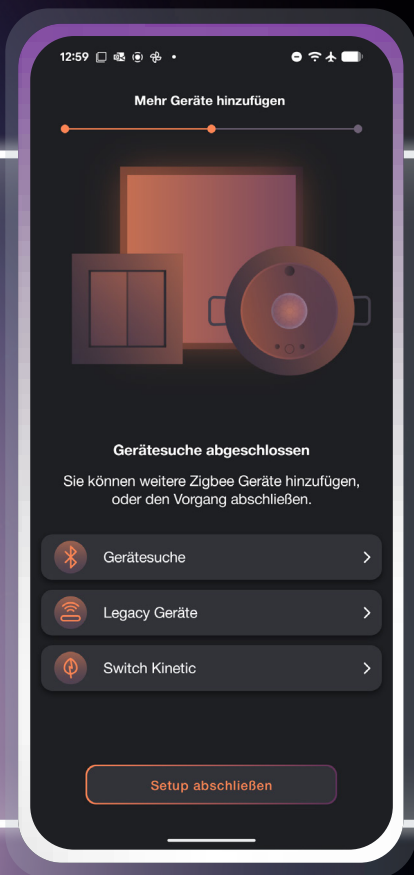 12:59
Mehr Geräte hinzufügen
Gerätesuche abgeschlossen
Sie können weitere Zigbee Geräte hinzufügen,
oder den Vorgang abschließen.
Gerätesuche
Legacy Geräte
Switch Kinetic
Setup abschließen